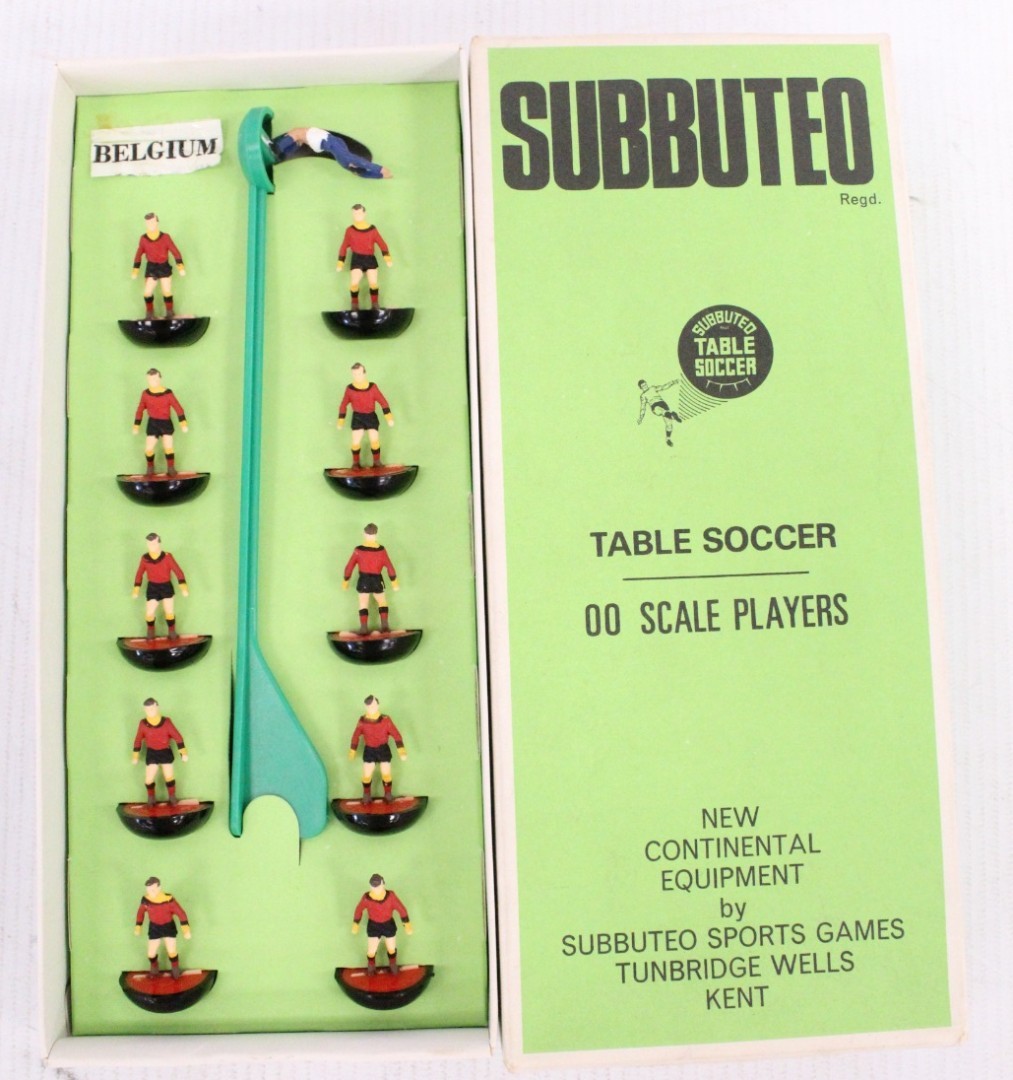 BELGIUM
SUBBUTEO
Regd.
SUBBUTEO
TABLE
SOCCER
TABLE SOCCER
00 SCALE PLAYERS
NEW
CONTINENTAL
EQUIPMENT
by
SUBBUTEO SPORTS GAMES
TUNBRIDGE WELLS
KENT